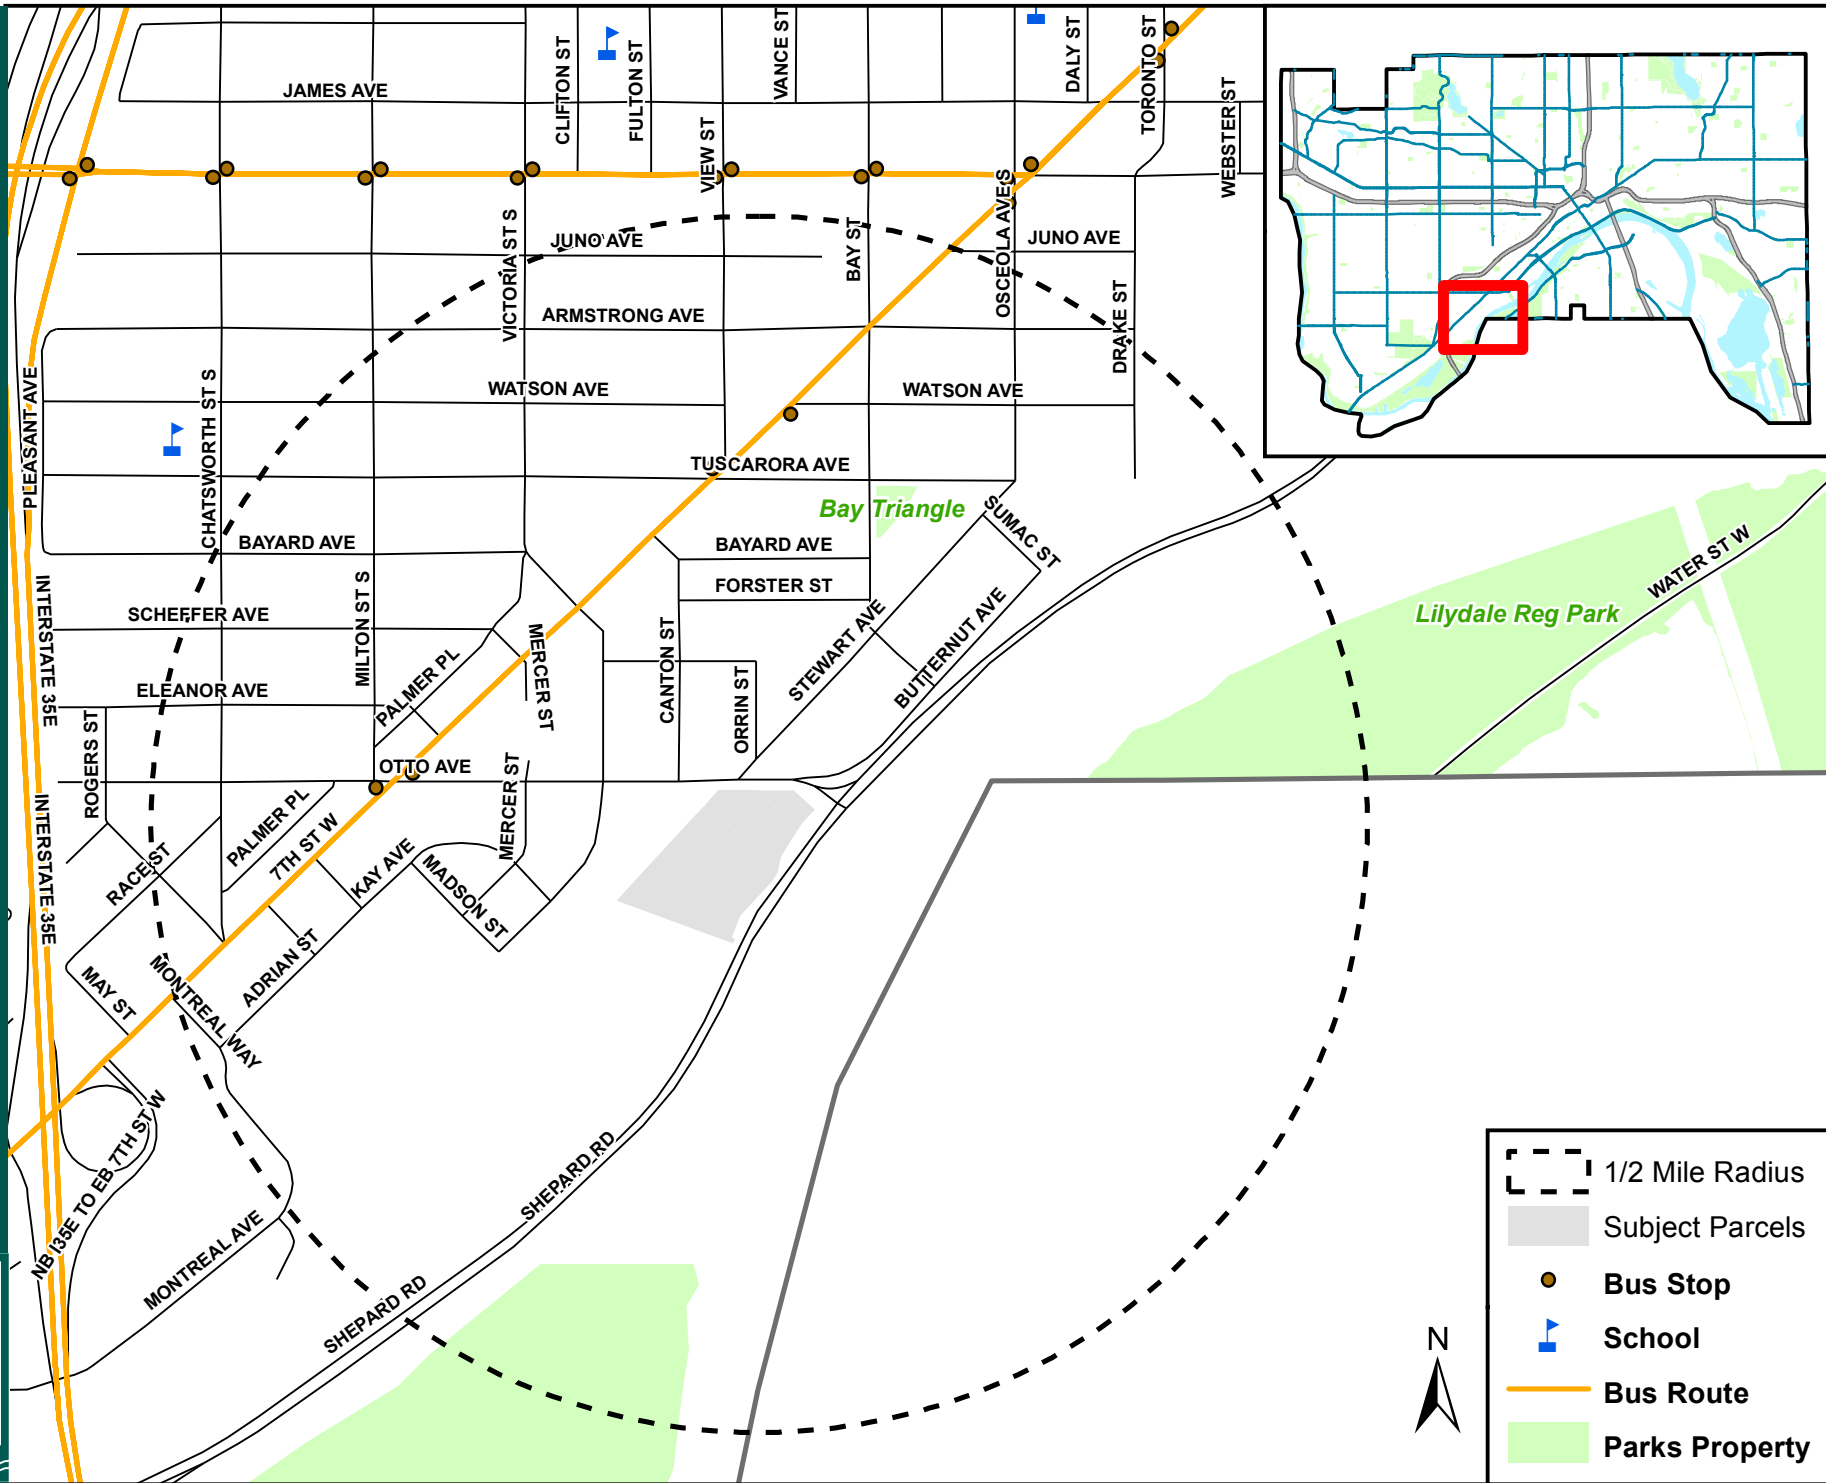 JAMES AVE
CLIFTON ST
FULTON ST
VANCE ST
DALY ST
TORONTO ST
WEBSTER ST
VIEW ST
VICTORIA ST S
JUNO AVE
BAY ST
OSCEOLA AVE S
JUNO AVE
ARMSTRONG AVE
DRAKE ST
PLEASANT AVE
CHATSWORTH ST S
WATSON AVE
WATSON AVE
TUSCARORA AVE
Bay Triangle
SUMAC ST
BAYARD AVE
BAYARD AVE
FORSTER ST
WATER ST W
Lilydale Reg Park
INTERSTATE 35E
SCHEFFER AVE
MILTON ST S
PALMER PL
MERCER ST
CANTON ST
ORRIN ST
STEWART AVE
BUTTERNUT AVE
ELEANOR AVE
ROGERS ST
OTTO AVE
INTERSTATE 35E
RACE ST
PALMER PL
7TH ST W
KAY AVE
MERCER ST
MADSON ST
MAY ST
MONTREAL WAY
ADRIAN ST
NB I35E TO EB 7TH ST W
MONTREAL AVE
SHEPARD RD
SHEPARD RD
N
1/2 Mile Radius
Subject Parcels
Bus Stop
School
Bus Route
Parks Property